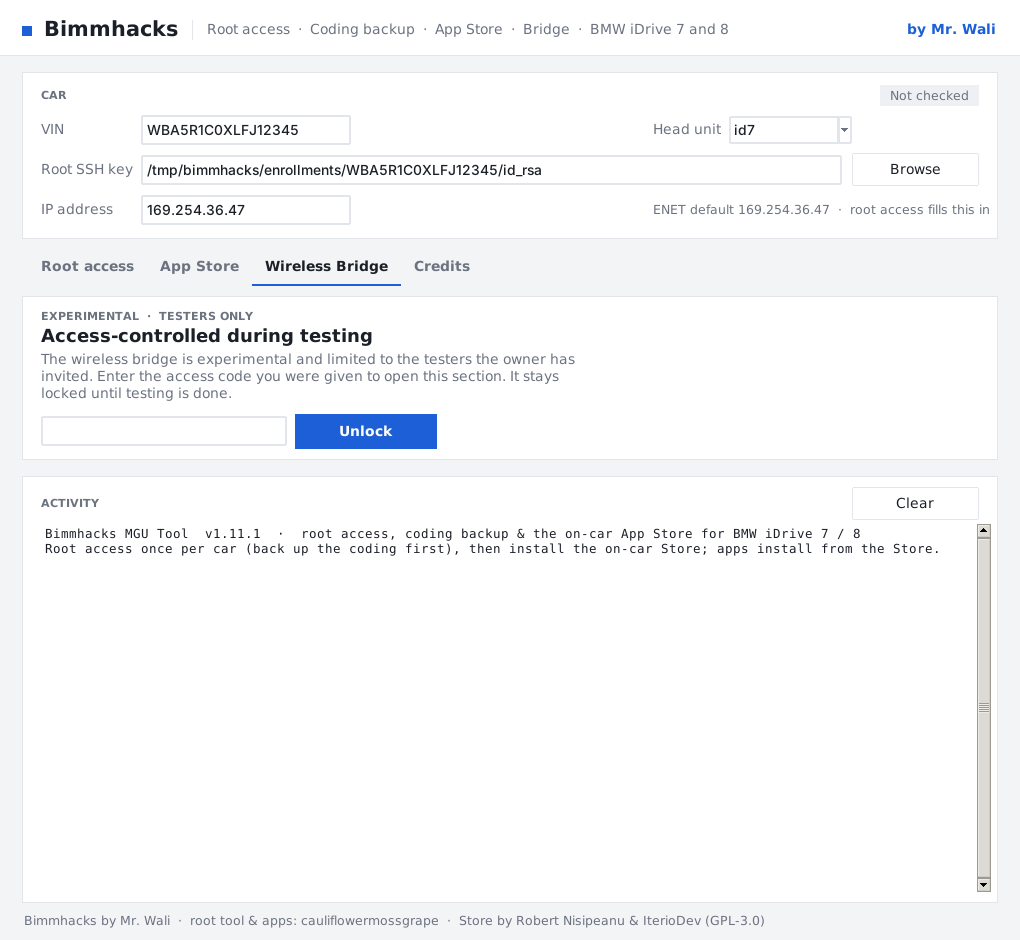 Bimmhacks
Root access · Coding backup · App Store · Bridge · BMW iDrive 7 and 8
by Mr. Wali
CAR
Not checked
VIN
WBA5R1C0XLFJ12345
Head unit
id7
Root SSH key
/tmp/bimmhacks/enrollments/WBA5R1C0XLFJ12345/id_rsa
Browse
IP address
169.254.36.47
ENET default 169.254.36.47 · root access fills this in
Root access
App Store
Wireless Bridge
Credits
EXPERIMENTAL · TESTERS ONLY
Access-controlled during testing
The wireless bridge is experimental and limited to the testers the owner has
invited. Enter the access code you were given to open this section. It stays
locked until testing is done.
Unlock
ACTIVITY
Clear
Bimmhacks MGU Tool v1.11.1 · root access, coding backup & the on-car App Store for BMW iDrive 7 / 8
Root access once per car (back up the coding first), then install the on-car Store; apps install from the Store.
Bimmhacks by Mr. Wali · root tool & apps: cauliflowermossgrape · Store by Robert Nisipeanu & IterioDev (GPL-3.0)